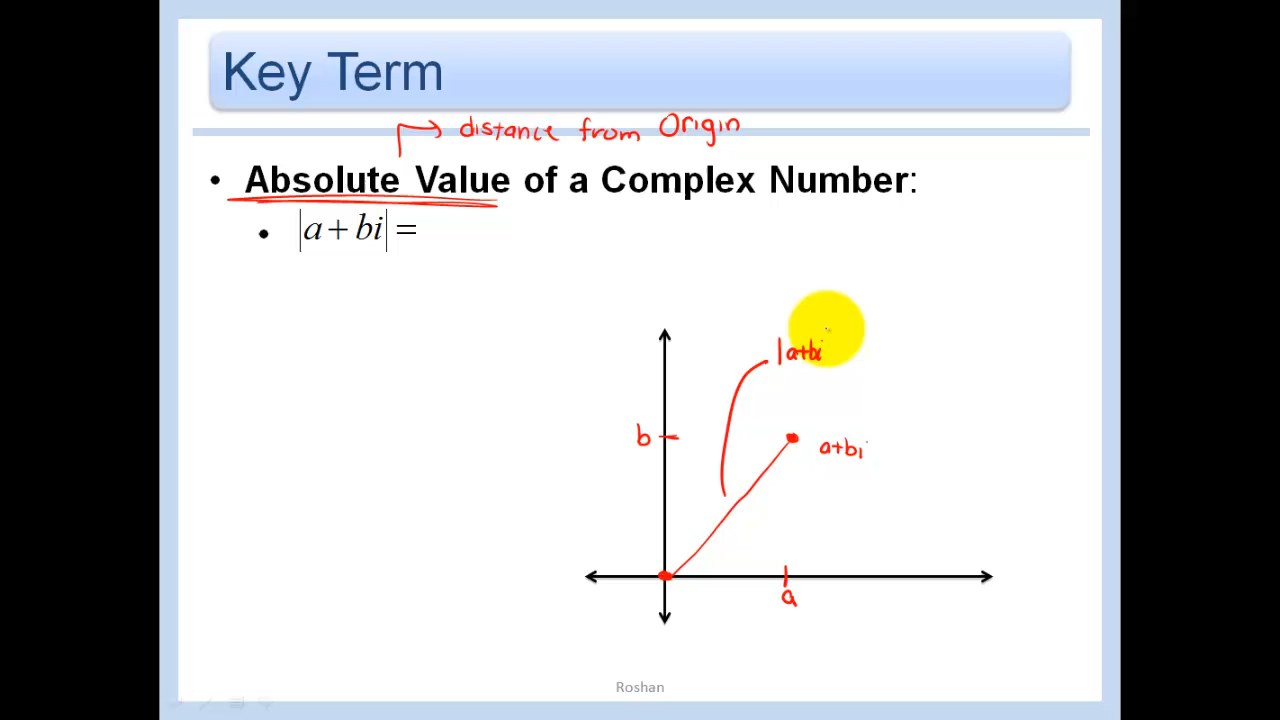 Key Term
distance from Origin
• Absolute Value of a Complex Number:
• |a + bi| =
|a+bi
b
a+bi
a
Roshan